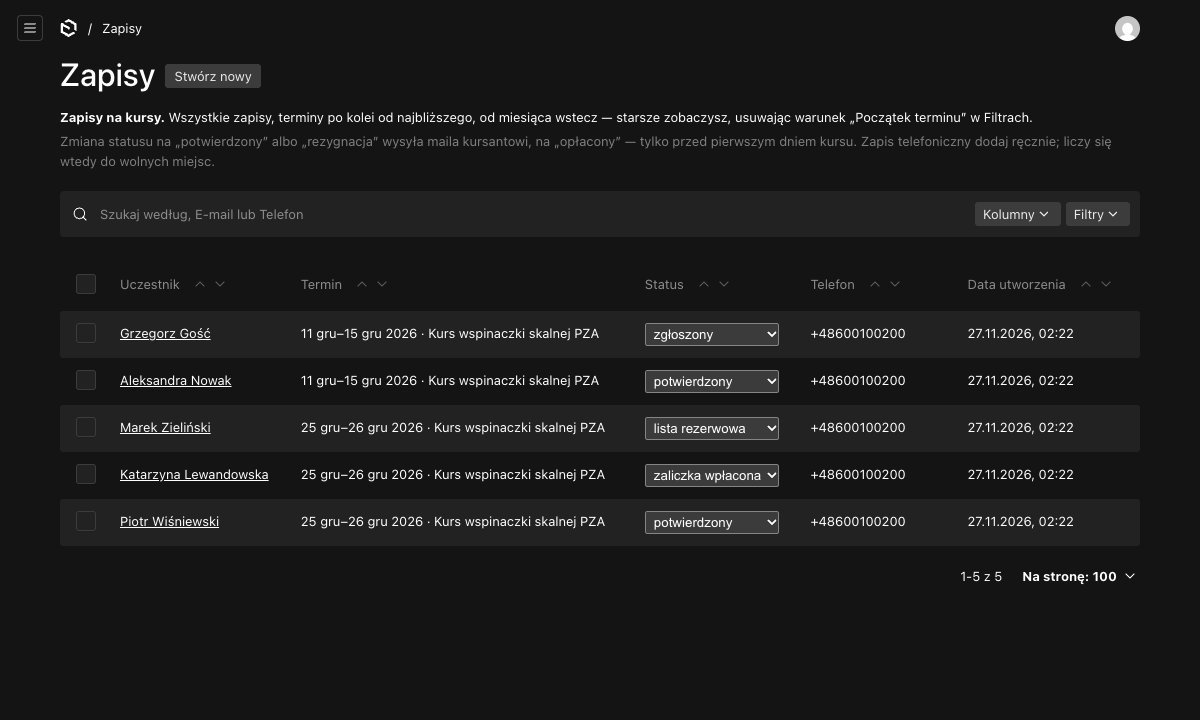 / Zapisy
Zapisy Stwórz nowy
Zapisy na kursy. Wszystkie zapisy, terminy po kolei od najbliższego, od miesiąca wstecz — starsze zobaczysz, usuwając warunek „Początek terminu” w Filtrach.
Zmiana statusu na „potwierdzony” albo „rezygnacja” wysyła maila kursantowi, na „opłacony” — tylko przed pierwszym dniem kursu. Zapis telefoniczny dodaj ręcznie; liczy się
wtedy do wolnych miejsc.
Szukaj według, E-mail lub Telefon Kolumny Filtry
Uczestnik Termin Status Telefon Data utworzenia
Grzegorz Gość 11 gru–15 gru 2026 · Kurs wspinaczki skalnej PZA zgłoszony +48600100200 27.11.2026, 02:22
Aleksandra Nowak 11 gru–15 gru 2026 · Kurs wspinaczki skalnej PZA potwierdzony +48600100200 27.11.2026, 02:22
Marek Zieliński 25 gru–26 gru 2026 · Kurs wspinaczki skalnej PZA lista rezerwowa +48600100200 27.11.2026, 02:22
Katarzyna Lewandowska 25 gru–26 gru 2026 · Kurs wspinaczki skalnej PZA zaliczka wpłacona +48600100200 27.11.2026, 02:22
Piotr Wiśniewski 25 gru–26 gru 2026 · Kurs wspinaczki skalnej PZA potwierdzony +48600100200 27.11.2026, 02:22
1-5 z 5 Na stronę: 100